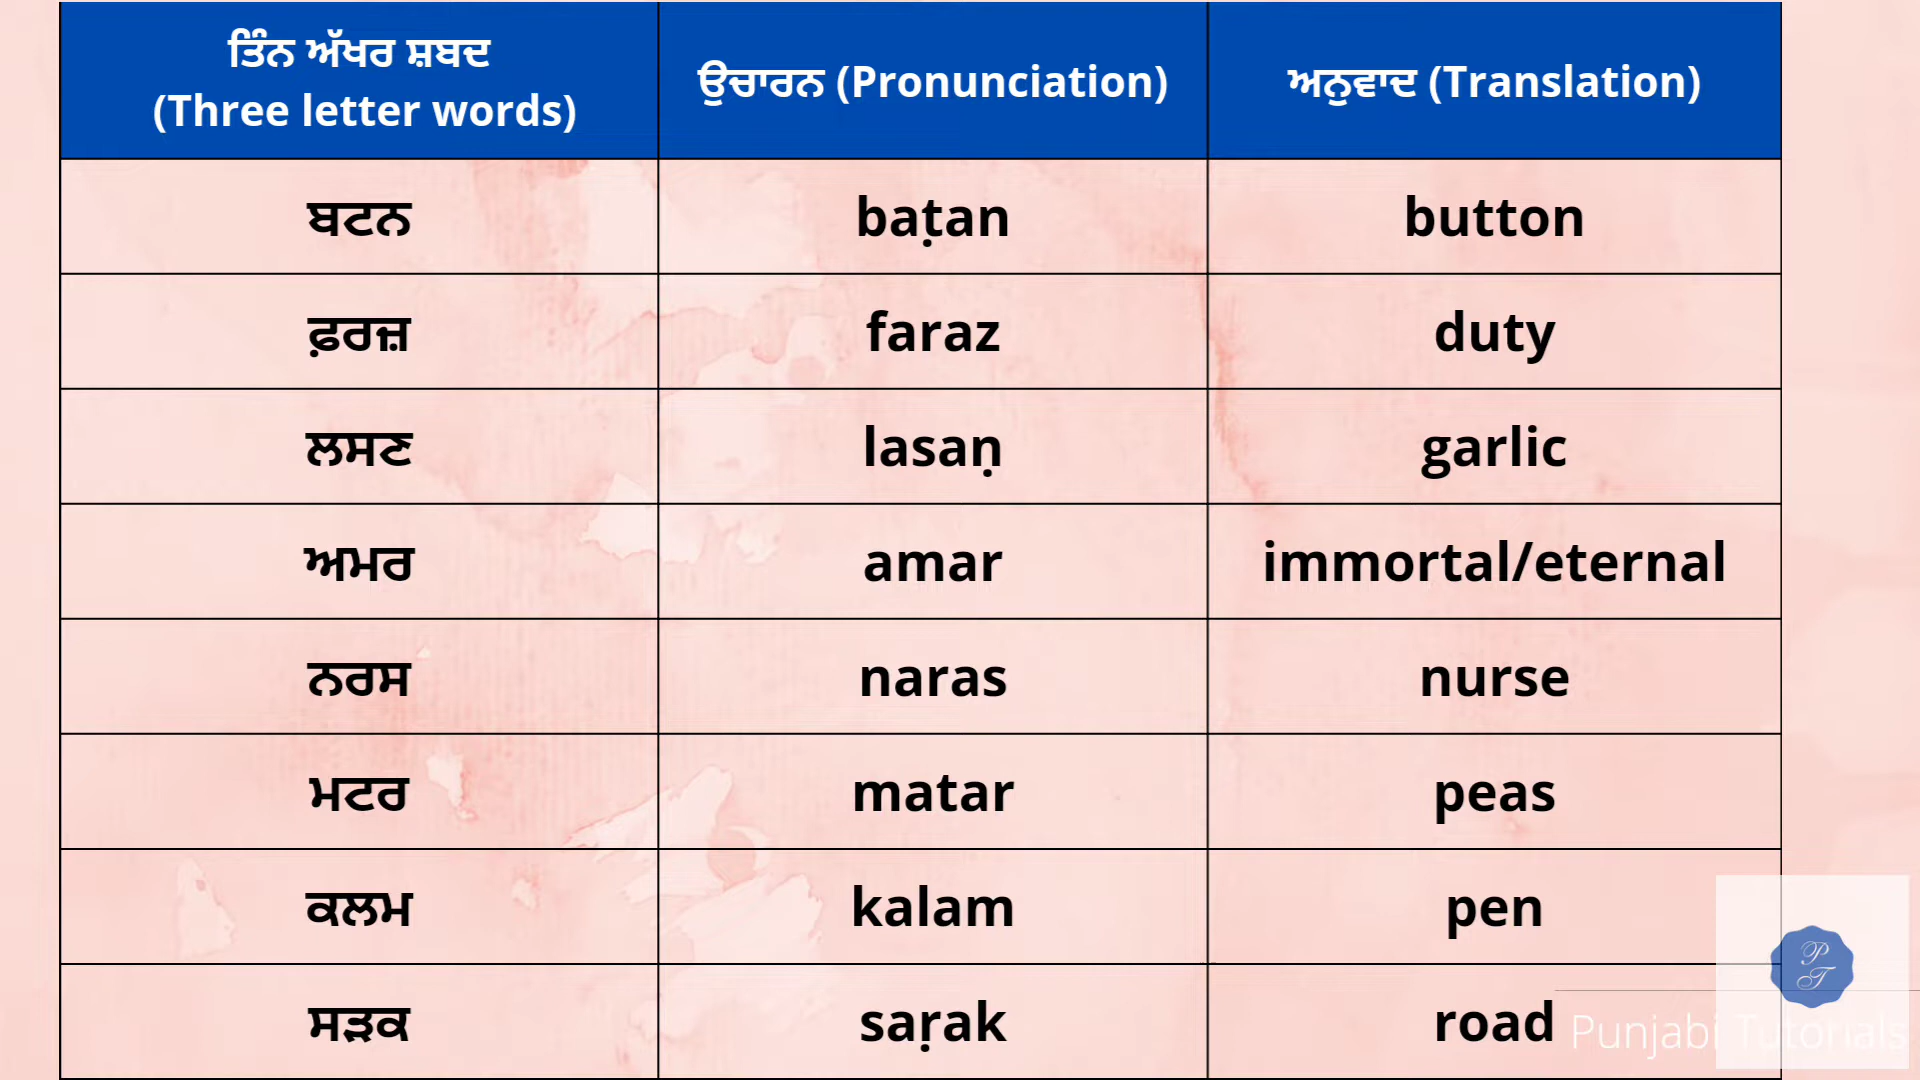 ਤਿੰਨ ਅੱਖਰ ਸ਼ਬਦ
(Three letter words)
ਉਚਾਰਨ (Pronunciation)
ਅਨੁਵਾਦ (Translation)
ਬਟਨ baṭan button
ਫ਼ਰਜ਼ faraz duty
ਲਸਣ lasaṇ garlic
ਅਮਰ amar immortal/eternal
ਨਰਸ naras nurse
ਮਟਰ matar peas
ਕਲਮ kalam pen
ਸੜਕ saṛak road
P
T
Punjabi Tutorials